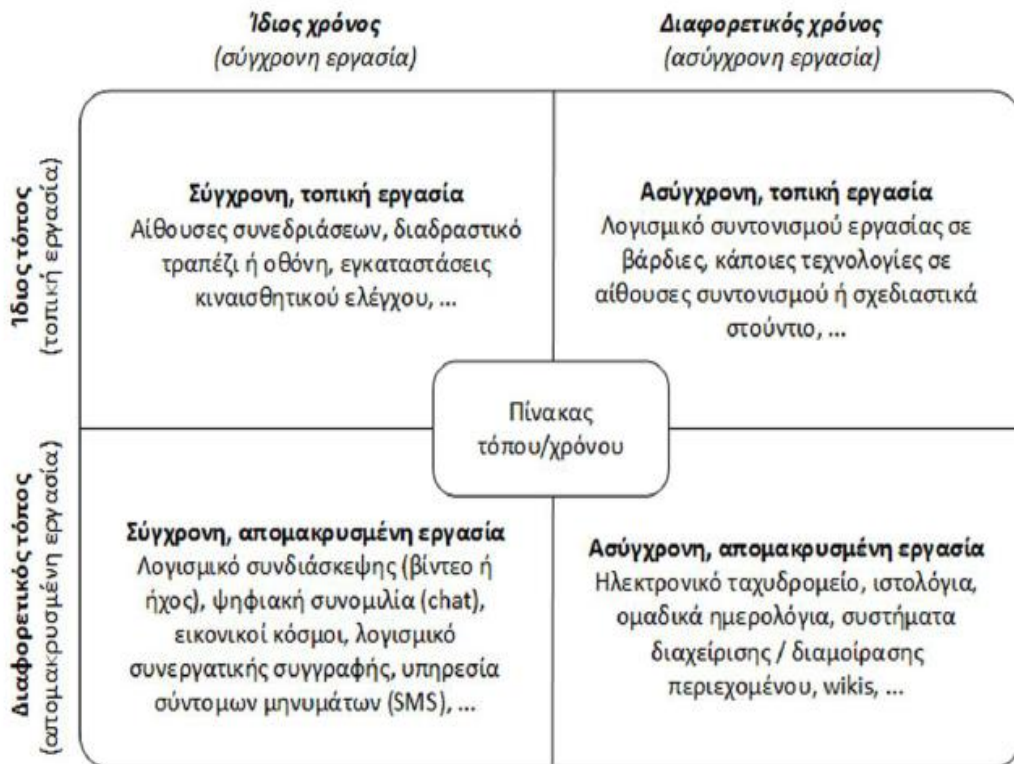 Ίδιος χρόνος
(σύγχρονη εργασία)
Διαφορετικός χρόνος
(ασύγχρονη εργασία)
Ίδιος τόπος
(τοπική εργασία)
Σύγχρονη, τοπική εργασία
Αίθουσες συνεδριάσεων, διαδραστικό
τραπέζι ή οθόνη, εγκαταστάσεις
κιναισθητικού ελέγχου, ...
Ασύγχρονη, τοπική εργασία
Λογισμικό συντονισμού εργασίας σε
βάρδιες, κάποιες τεχνολογίες σε
αίθουσες συντονισμού ή σχεδιαστικά
στούντιο, ...
Πίνακας
τόπου/χρόνου
Διαφορετικός τόπος
(απομακρυσμένη εργασία)
Σύγχρονη, απομακρυσμένη εργασία
Λογισμικό συνδιάσκεψης (βίντεο ή
ήχος), ψηφιακή συνομιλία (chat),
εικονικοί κόσμοι, λογισμικό
συνεργατικής συγγραφής, υπηρεσία
σύντομων μηνυμάτων (SMS), ...
Ασύγχρονη, απομακρυσμένη εργασία
Ηλεκτρονικό ταχυδρομείο, ιστολόγια,
ομαδικά ημερολόγια, συστήματα
διαχείρισης / διαμοίρασης
περιεχομένου, wikis, ...